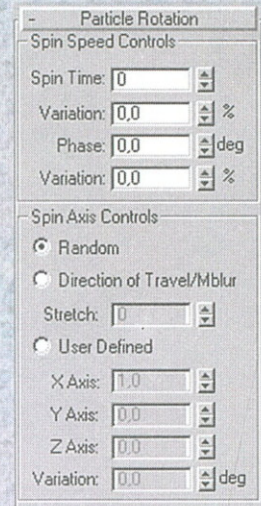 - Particle Rotation
Spin Speed Controls
Spin Time: 0
Variation: 0,0 %
Phase: 0,0 deg
Variation: 0,0 %
Spin Axis Controls
Random
Direction of Travel/Mblur
Stretch: 0
User Defined
X Axis: 1,0
Y Axis: 0,0
Z Axis: 0,0
Variation: 0,0 deg